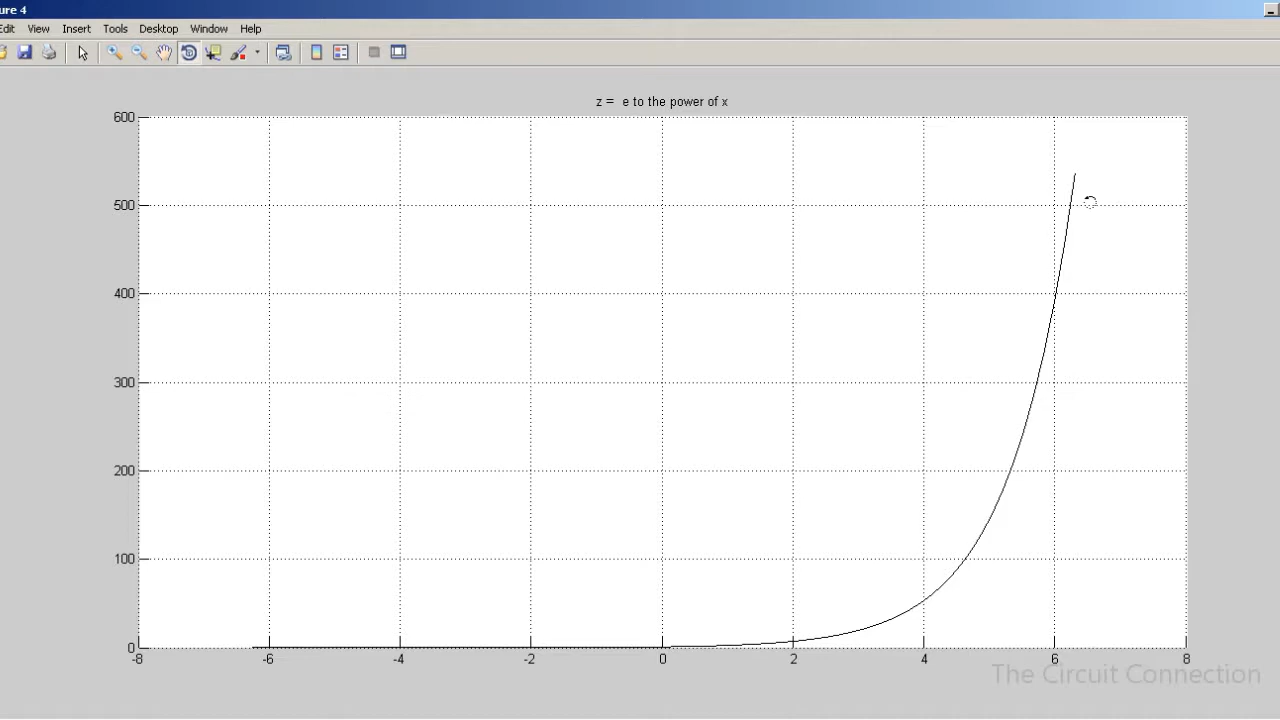 ure 4
Edit View Insert Tools Desktop Window Help
z = e to the power of x
600
500
400
300
200
100
0
-8 -6 -4 -2 0 2 4 6 8
The Circuit Connection